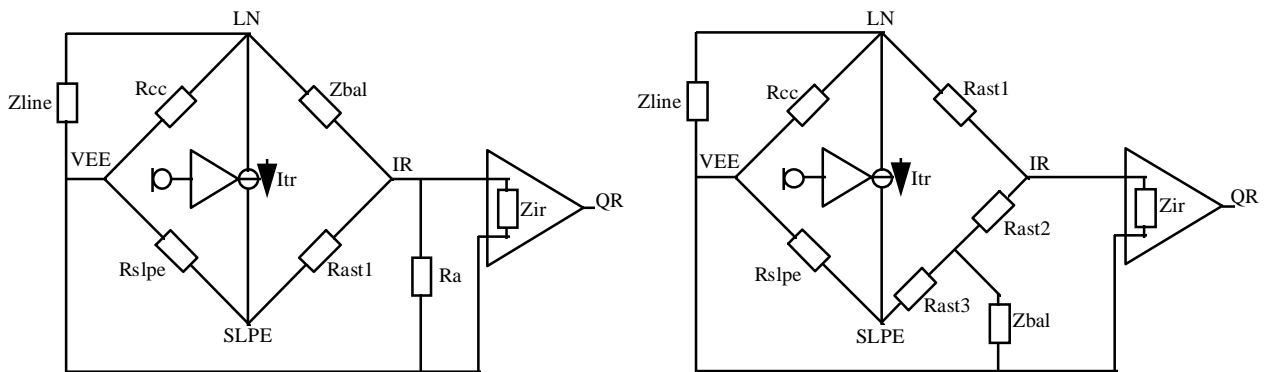 LN
Rcc
Zbal
Zline
VEE
IR
Itr
Zir
QR
Rslpe
Rast1
Ra
SLPE
LN
Rcc
Rast1
Zline
VEE
IR
Itr
Zir
QR
Rast2
Rslpe
Rast3
Zbal
SLPE